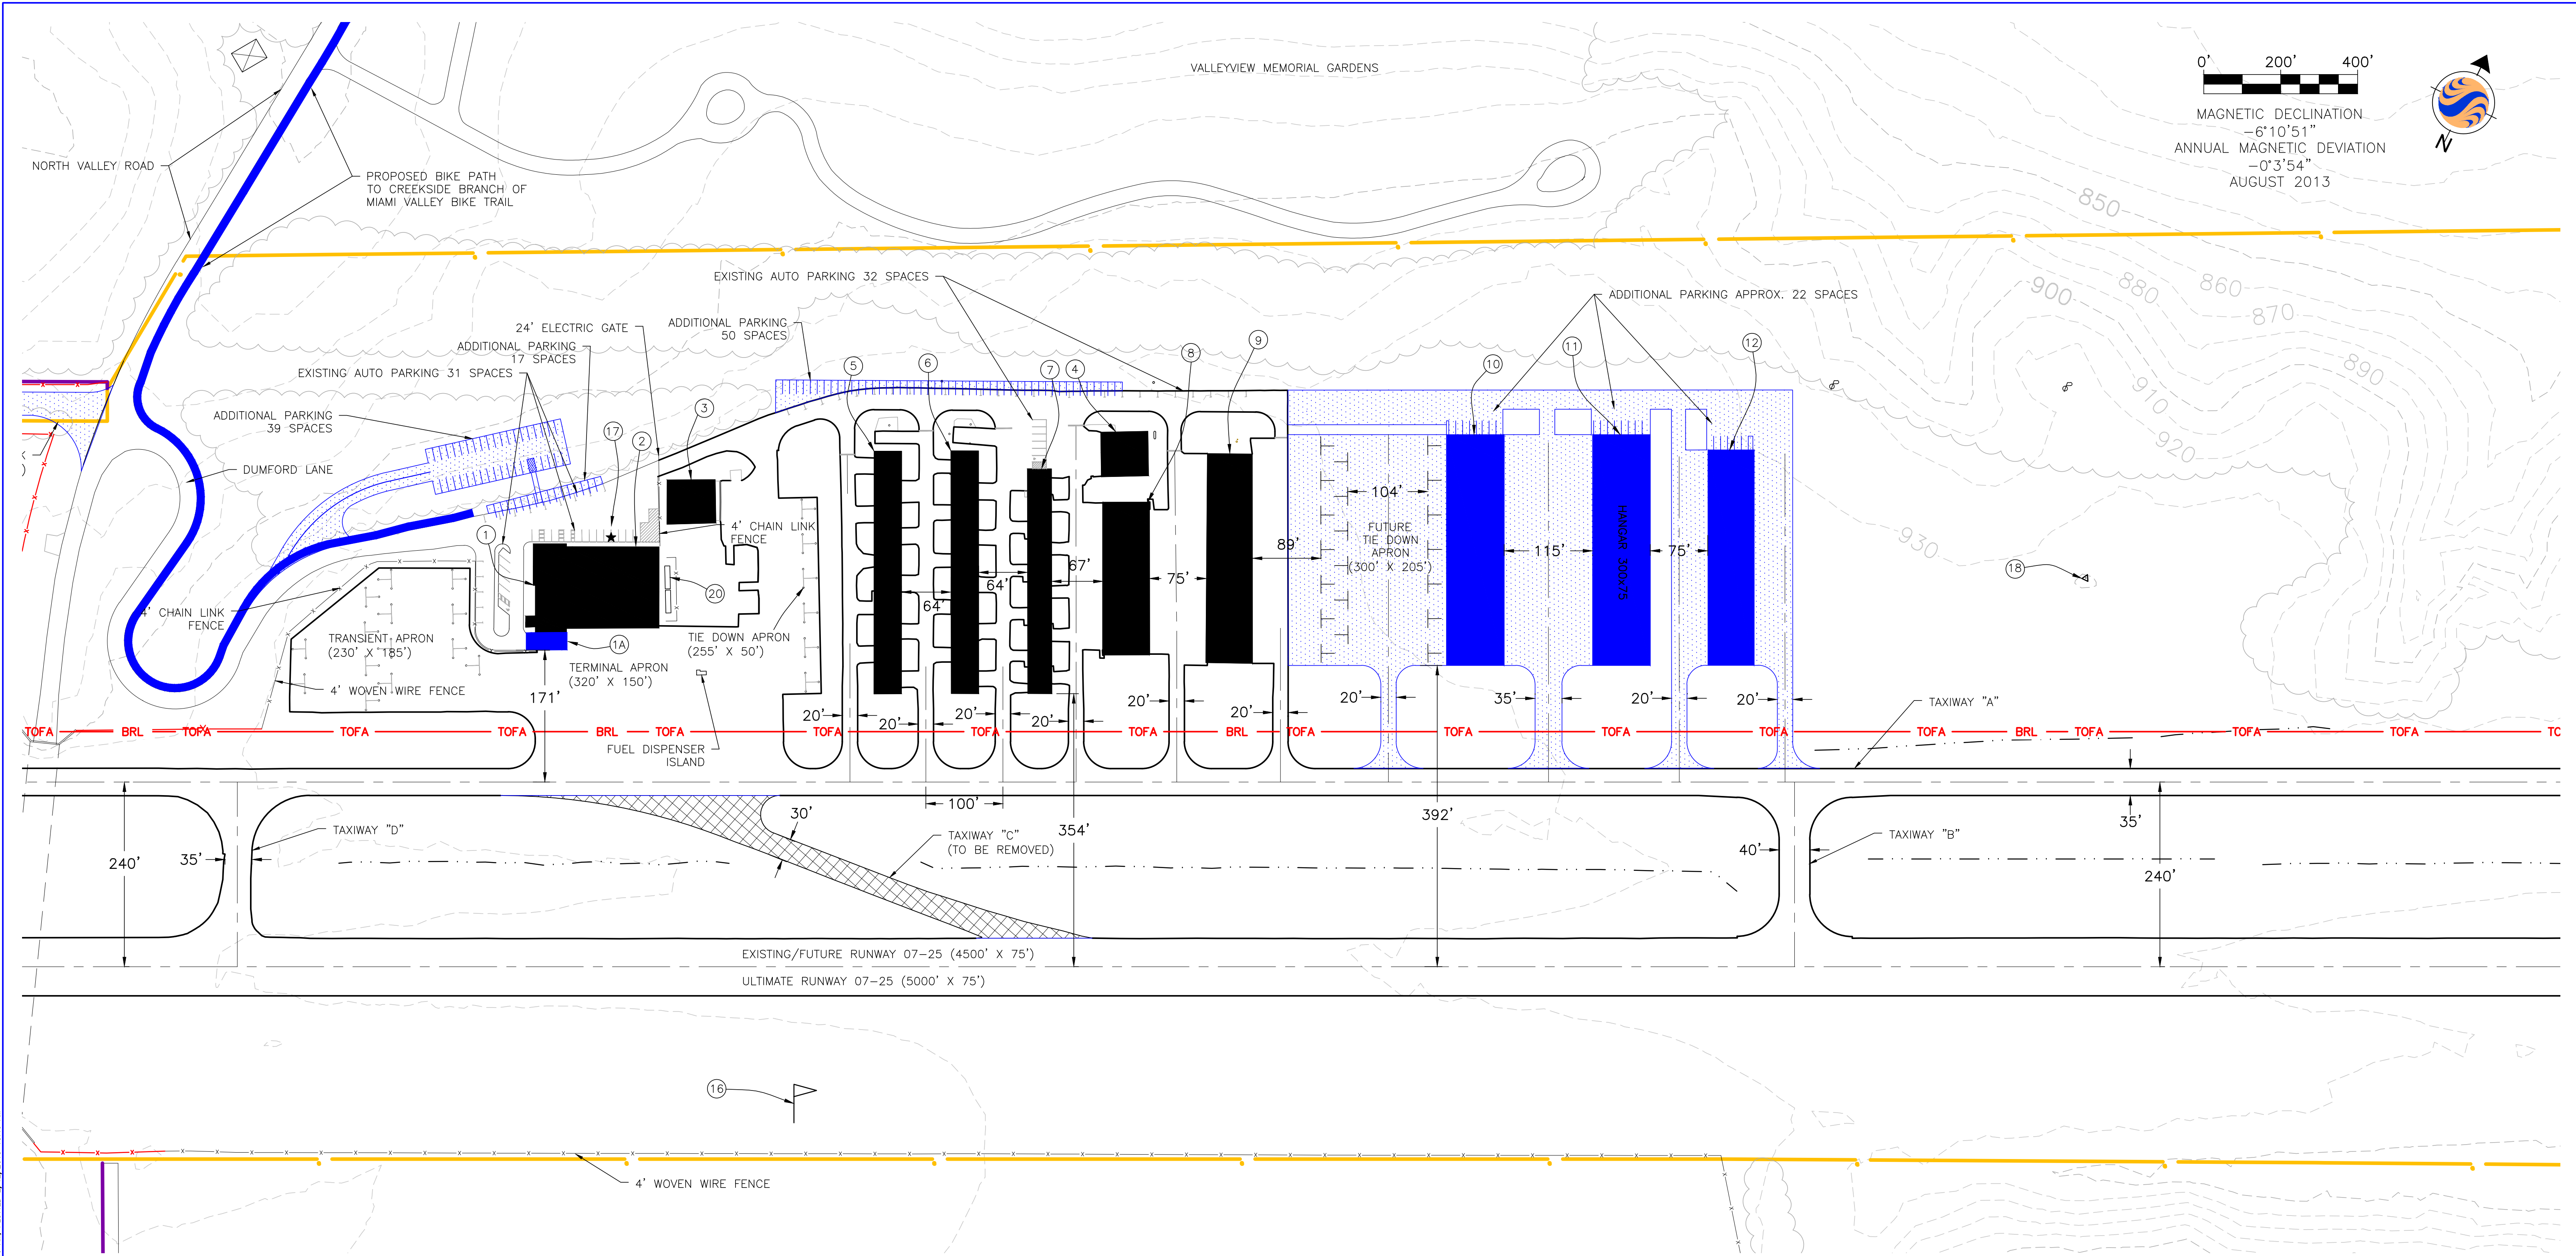 VALLEYVIEW MEMORIAL GARDENS
0' 200' 400'
MAGNETIC DECLINATION
-6°10'51"
ANNUAL MAGNETIC DEVIATION
-0°3'54"
AUGUST 2013
N
NORTH VALLEY ROAD
PROPOSED BIKE PATH
TO CREEKSIDE BRANCH OF
MIAMI VALLEY BIKE TRAIL
850
860
870
880
890
900
910
920
930
EXISTING AUTO PARKING 32 SPACES
ADDITIONAL PARKING APPROX. 22 SPACES
24' ELECTRIC GATE
ADDITIONAL PARKING
50 SPACES
ADDITIONAL PARKING
17 SPACES
EXISTING AUTO PARKING 31 SPACES
ADDITIONAL PARKING
39 SPACES
DUMFORD LANE
5
6
7
4
8
9
10
11
12
3
17
2
1
20
1A
18
16
4' CHAIN LINK
FENCE
4' CHAIN LINK
FENCE
104'
FUTURE
TIE DOWN
APRON
(300' X 205')
HANGAR 300x75
64'
64'
67'
75'
89'
115'
75'
TRANSIENT APRON
(230' X 185')
TIE DOWN APRON
(255' X 50')
TERMINAL APRON
(320' X 150')
4' WOVEN WIRE FENCE
171'
20'
20'
20'
20'
20'
20'
20'
35'
20'
20'
TAXIWAY "A"
TOFA BRL TOFA TOFA TOFA BRL TOFA TOFA TOFA TOFA BRL TOFA TOFA TOFA TOFA TOFA BRL TOFA TOFA TOFA
FUEL DISPENSER
ISLAND
100'
30'
354'
392'
35'
TAXIWAY "D"
TAXIWAY "C"
(TO BE REMOVED)
TAXIWAY "B"
240'
35'
40'
240'
EXISTING/FUTURE RUNWAY 07-25 (4500' X 75')
ULTIMATE RUNWAY 07-25 (5000' X 75')
4' WOVEN WIRE FENCE